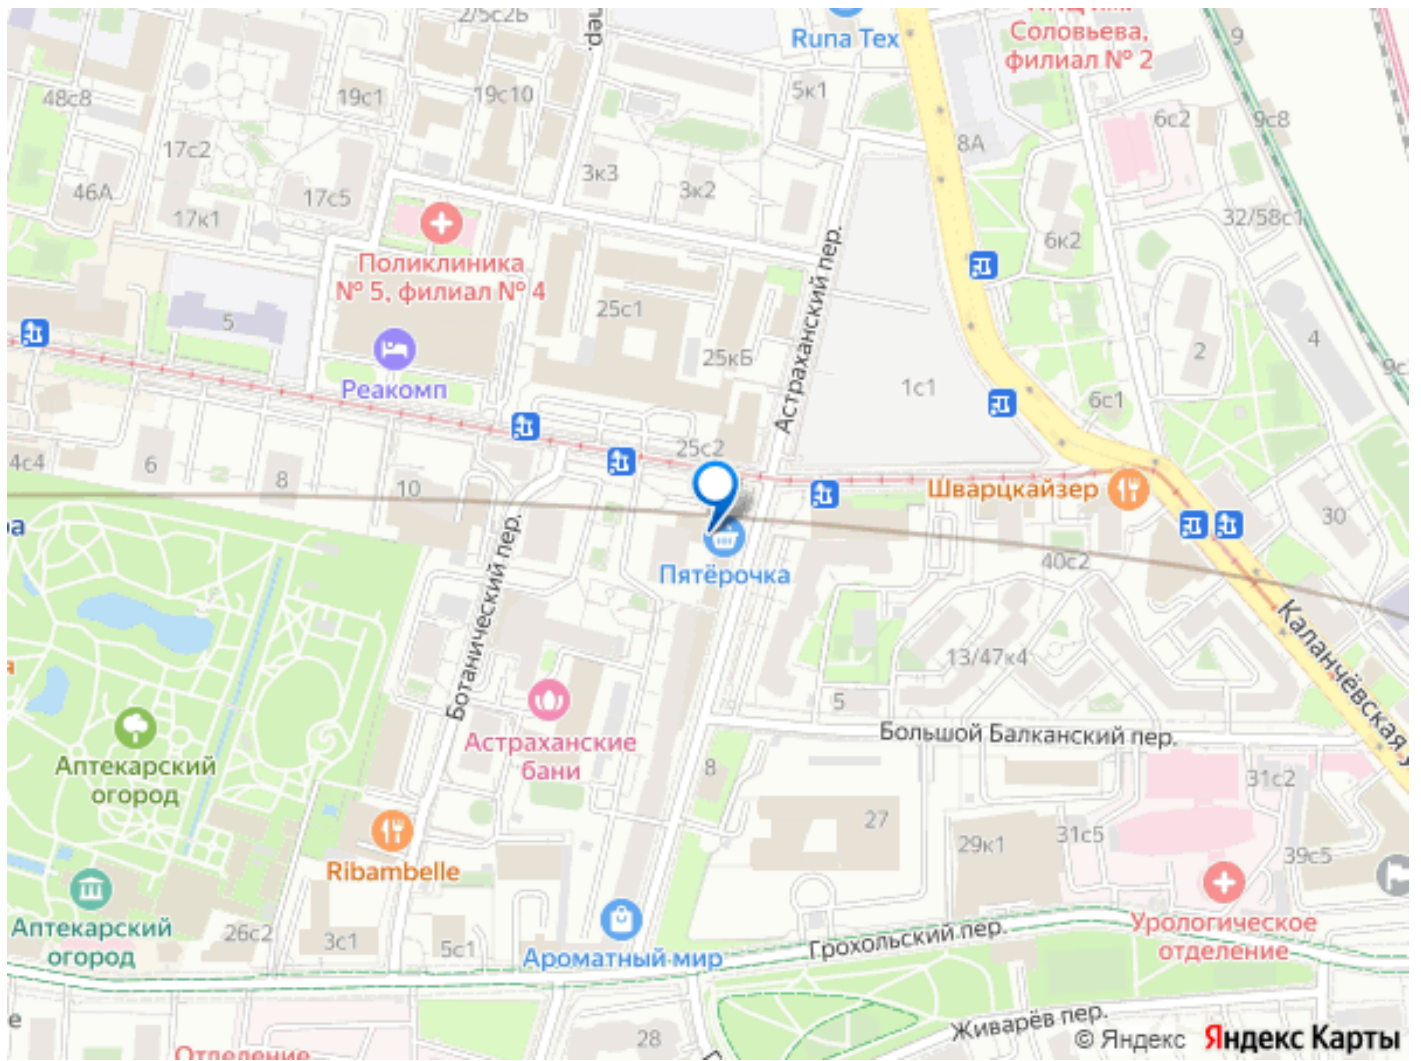 2/5с2Б
пер.
Runa Tex
Соловьева,
филиал № 2
9
48с8
19с1
19с10
5к1
6с2
9с8
8А
17с2
46А
17с5
17к1
3к3
3к2
32/58с1
6к2
Поликлиника
№ 5, филиал № 4
Астраханский пер.
5
25с1
25кБ
2
4
Реакомп
1с1
6с1
4с4
6
8
10
25с2
Шварцкайзер
30
Ботанический пер.
Пятёрочка
40с2
Каланчёвская у
13/47к4
5
Астраханские
бани
Большой Балканский пер.
Аптекарский
огород
8
31с2
27
31с5
29к1
39с5
Ribambelle
Аптекарский
огород
26с2
3с1
5с1
Ароматный мир
Грохольский пер.
Урологическое
отделение
Живарёв пер.
28
Отделение
© Яндекс Яндекс Карты